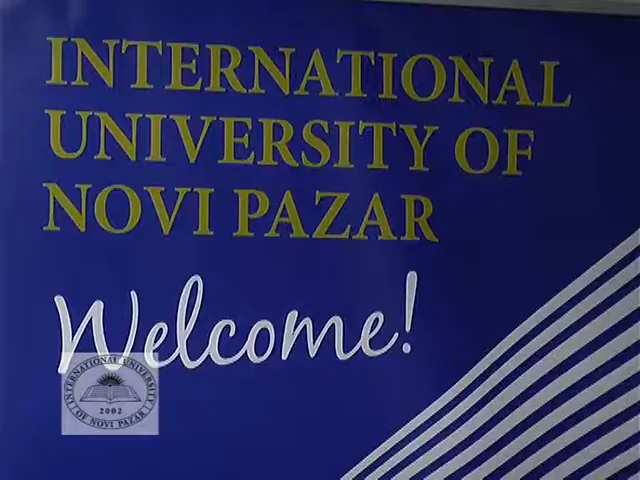 INTERNATIONAL
UNIVERSITY OF
NOVI PAZAR
Welcome!
INTERNATIONAL UNIVERSITY
2002
OF NOVI PAZAR